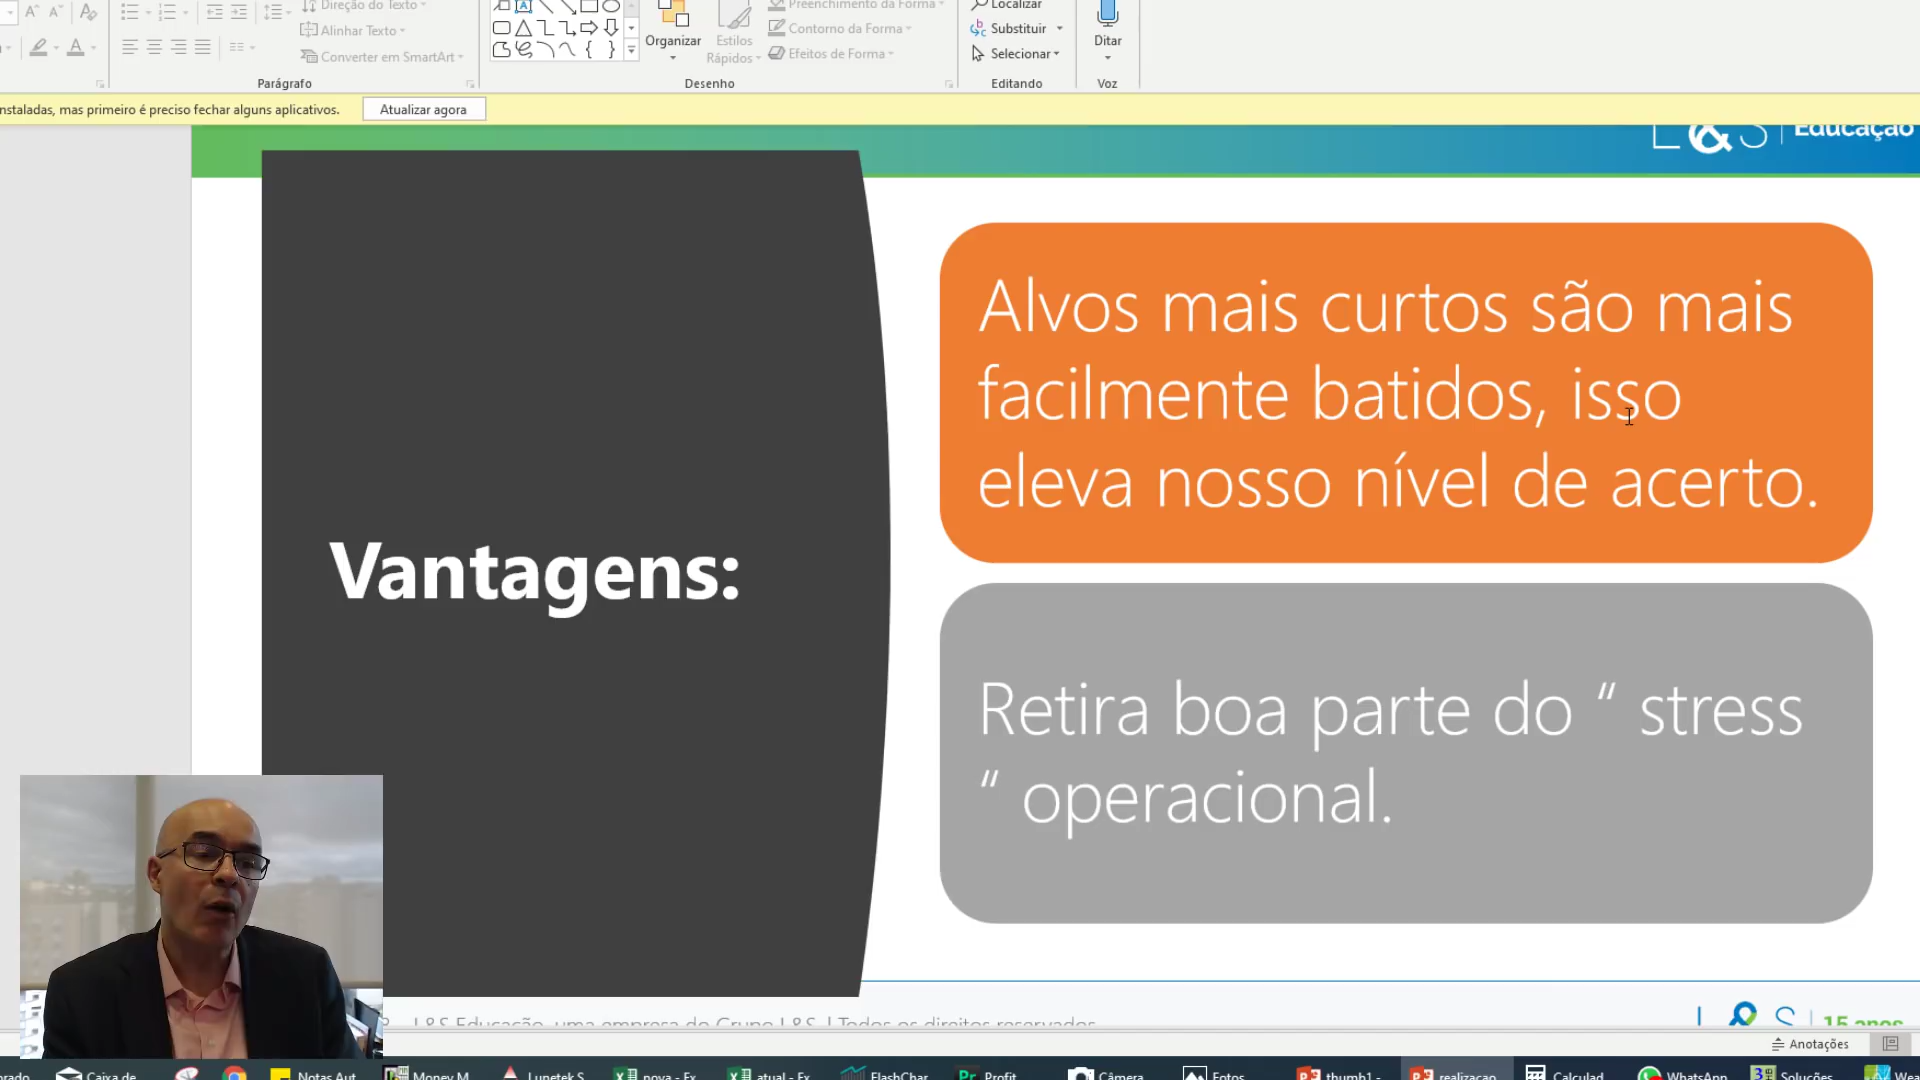 Direção do Texto
Alinhar Texto
Converter em SmartArt
Parágrafo
Organizar
Estilos
Rápidos
Desenho
Preenchimento da Forma
Contorno da Forma
Efeitos de Forma
Localizar
Substituir
Selecionar
Editando
Ditar
Voz
nstaladas, mas primeiro é preciso fechar alguns aplicativos.
Atualizar agora
L&S | Educação
Vantagens:
Alvos mais curtos são mais
facilmente batidos, isso
eleva nosso nível de acerto.
Retira boa parte do “ stress
“ operacional.
L&S Educação, uma empresa do Grupo L&S. | Todos os direitos reservados
15 anos
Anotações
orado
Caixa de
Notas Aut
Money M
Lunetek S
nova - Ex
atual - Ex
FlashChar
Profit
Câmera
Fotos
thumb1 -
realizacao
Calculad
WhatsApp
Soluções
Wea